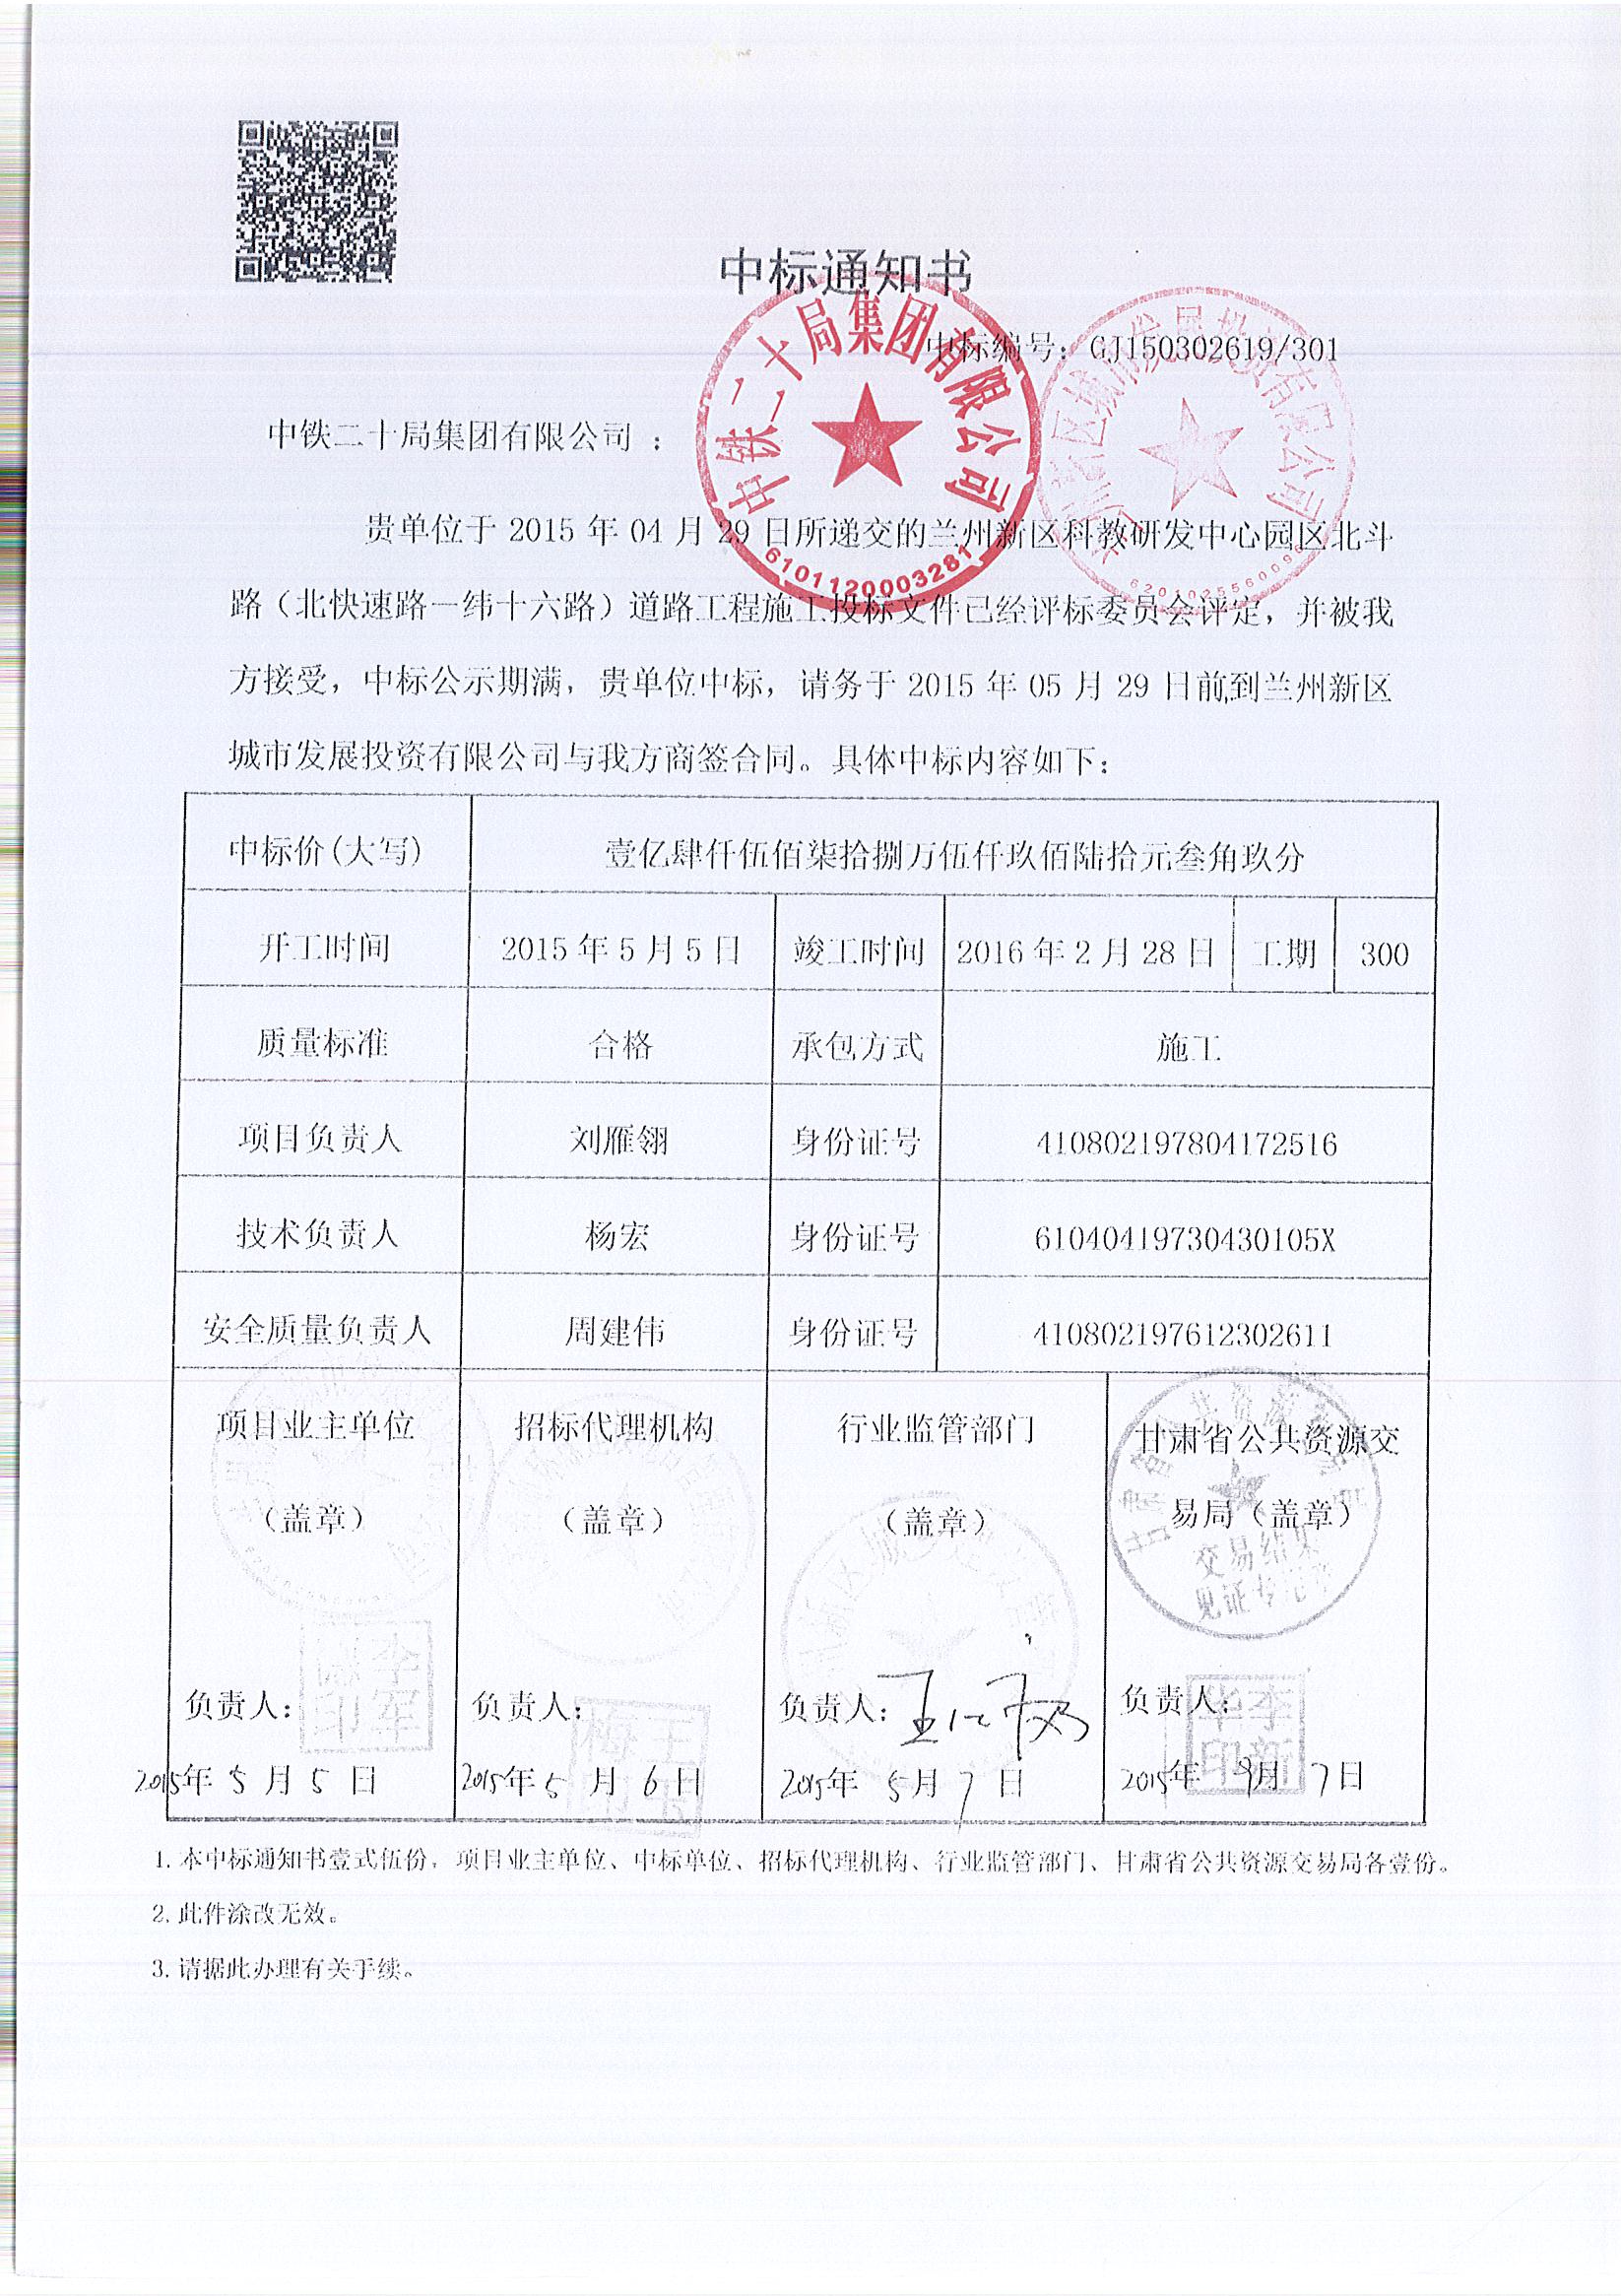 中标通知书
中标编号：GJ150302619/301
中铁二十局集团有限公司：
贵单位于 2015 年 04 月 29 日所递交的兰州新区科教研发中心园区北斗
路（北快速路一纬十六路）道路工程施工投标文件已经评标委员会评定，并被我
方接受，中标公示期满，贵单位中标，请务于 2015 年 05 月 29 日前到兰州新区
城市发展投资有限公司与我方商签合同。具体中标内容如下：
中标价(大写) 壹亿肆仟伍佰柒拾捌万伍仟玖佰陆拾元叁角玖分
开工时间 2015 年 5 月 5 日 竣工时间 2016 年 2 月 28 日 工期 300
质量标准 合格 承包方式 施工
项目负责人 刘雁翎 身份证号 410802197804172516
技术负责人 杨宏 身份证号 61040419730430105X
安全质量负责人 周建伟 身份证号 410802197612302611
项目业主单位 招标代理机构 行业监管部门 甘肃省公共资源交
（盖章） （盖章） （盖章） 易局（盖章）
交易结果
见证专用章
负责人： 负责人： 负责人： 负责人：
2015年 5 月 5 日 2015年 5 月 6 日 2015年 5月 7 日 2015年 月 7日
1. 本中标通知书壹式伍份，项目业主单位、中标单位、招标代理机构、行业监管部门、甘肃省公共资源交易局各壹份。
2. 此件涂改无效。
3. 请据此办理有关手续。
中铁二十局集团有限公司
6101120003281